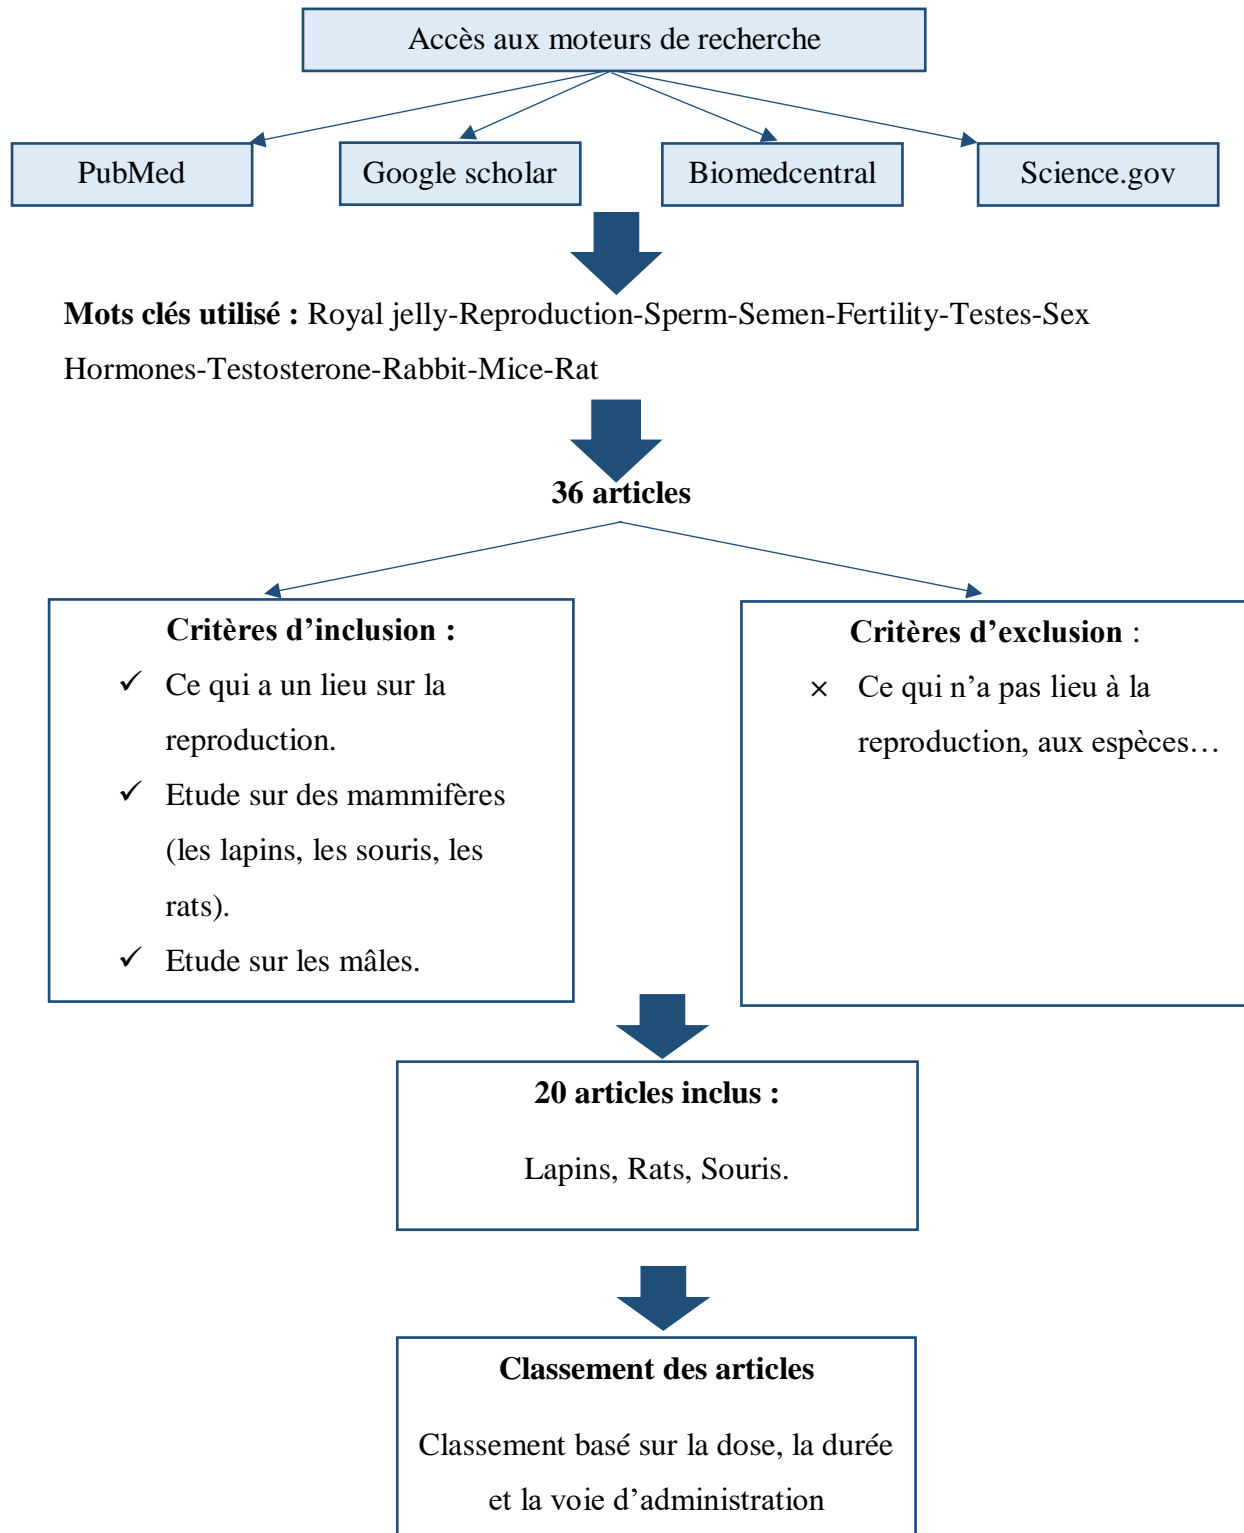 Accès aux moteurs de recherche
PubMed
Google scholar
Biomedcentral
Science.gov
Mots clés utilisé : Royal jelly-Reproduction-Sperm-Semen-Fertility-Testes-Sex
Hormones-Testosterone-Rabbit-Mice-Rat
36 articles
Critères d’inclusion :
✓ Ce qui a un lieu sur la
reproduction.
✓ Etude sur des mammifères
(les lapins, les souris, les
rats).
✓ Etude sur les mâles.
Critères d’exclusion :
× Ce qui n’a pas lieu à la
reproduction, aux espèces…
20 articles inclus :
Lapins, Rats, Souris.
Classement des articles
Classement basé sur la dose, la durée
et la voie d’administration